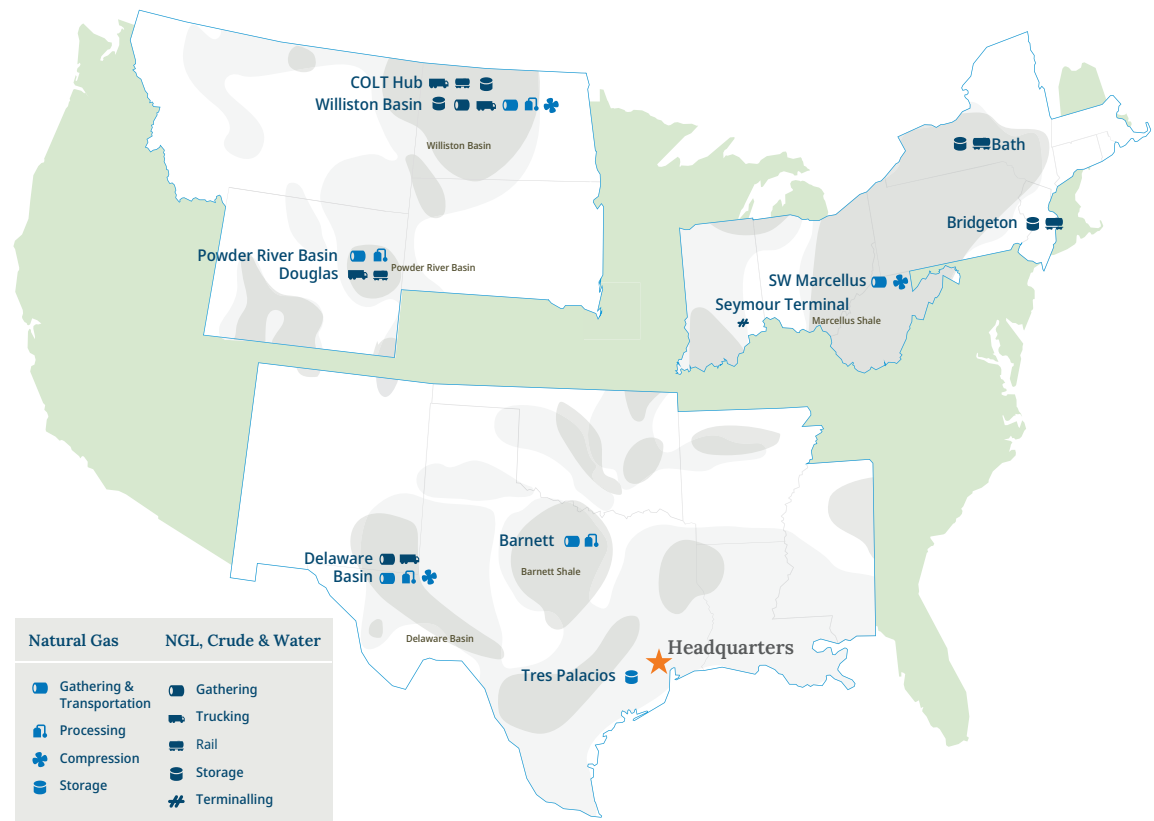 COLT Hub
Williston Basin
Williston Basin
Bath
Bridgeton
Powder River Basin
Douglas
Powder River Basin
SW Marcellus
Seymour Terminal
Marcellus Shale
Barnett
Barnett Shale
Delaware
Basin
Delaware Basin
Headquarters
Tres Palacios
Natural Gas
NGL, Crude & Water
Gathering &
Transportation
Processing
Compression
Storage
Gathering
Trucking
Rail
Storage
Terminalling